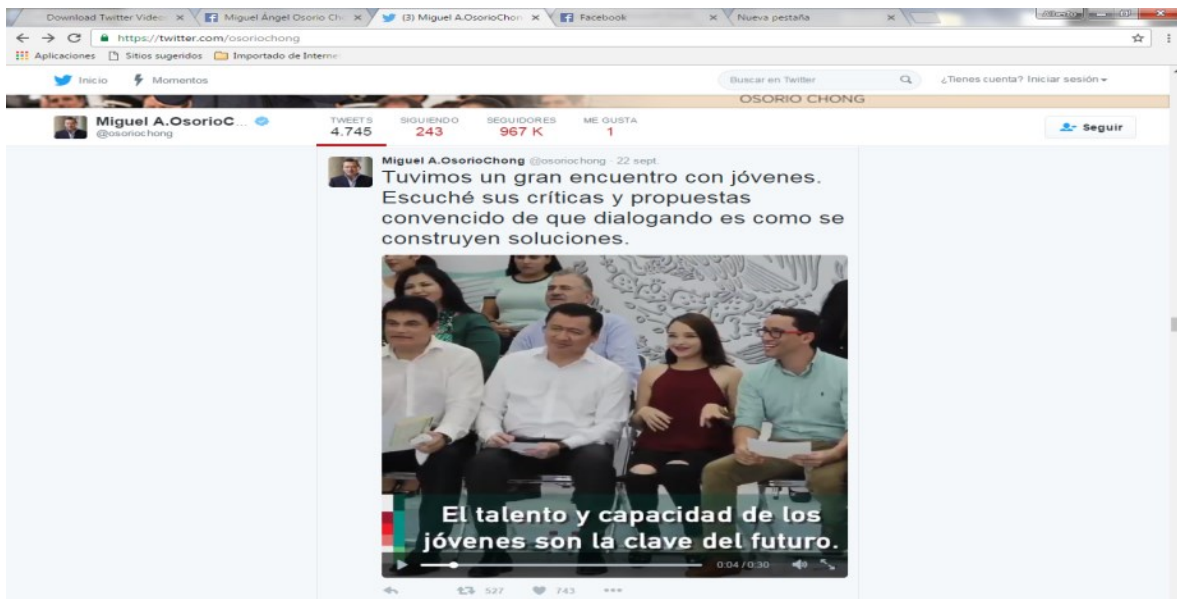 Download Twitter Video
Miguel Ángel Osorio Ch
(3) Miguel A.OsorioChon
Facebook
Nueva pestaña
https://twitter.com/osoriochong
Aplicaciones Sitios sugeridos Importado de Interne
Inicio Momentos Buscar en Twitter ¿Tienes cuenta? Iniciar sesión
OSORIO CHONG
Miguel A.OsorioC...
@osoriochong
TWEETS SIGUIENDO SEGUIDORES ME GUSTA
4.745 243 967 K 1
Seguir
Miguel A.OsorioChong @osoriochong · 22 sept.
Tuvimos un gran encuentro con jóvenes.
Escuché sus críticas y propuestas
convencido de que dialogando es como se
construyen soluciones.
El talento y capacidad de los
jóvenes son la clave del futuro.
0:04/0:30
527 743